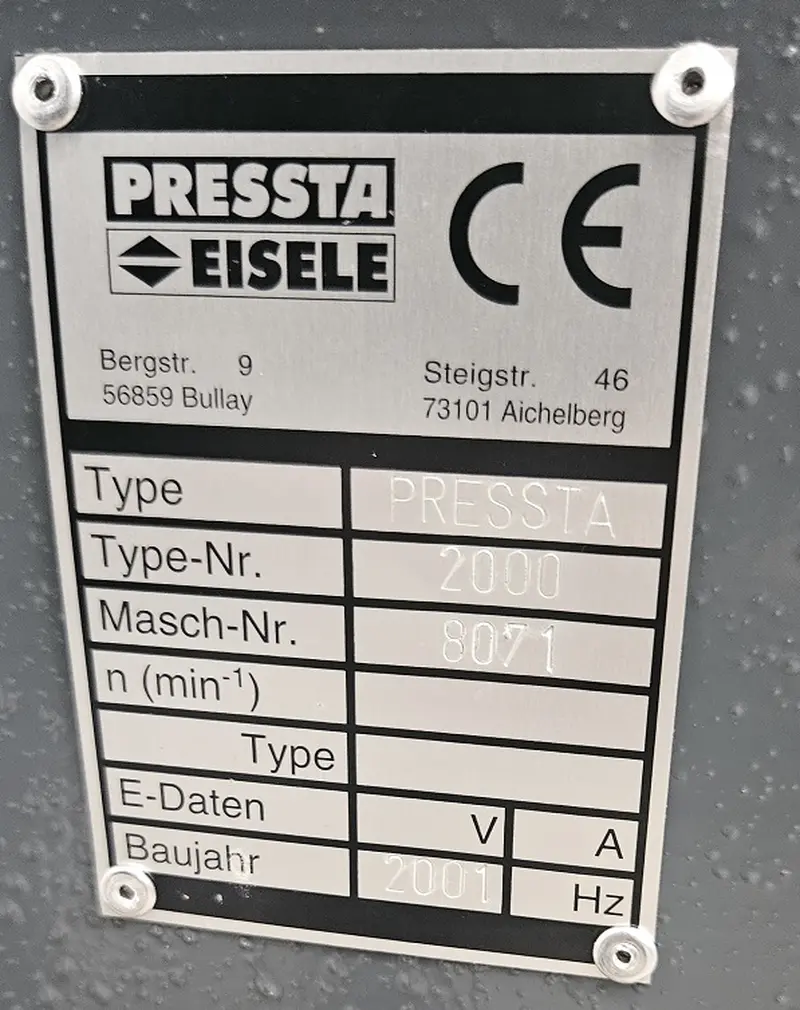 PRESSTA
EISELE
CE
Bergstr. 9
56859 Bullay
Steigstr. 46
73101 Aichelberg
Type PRESSTA
Type-Nr. 2000
Masch-Nr. 8071
n (min⁻¹)
Type
E-Daten V A
Baujahr 2001 Hz